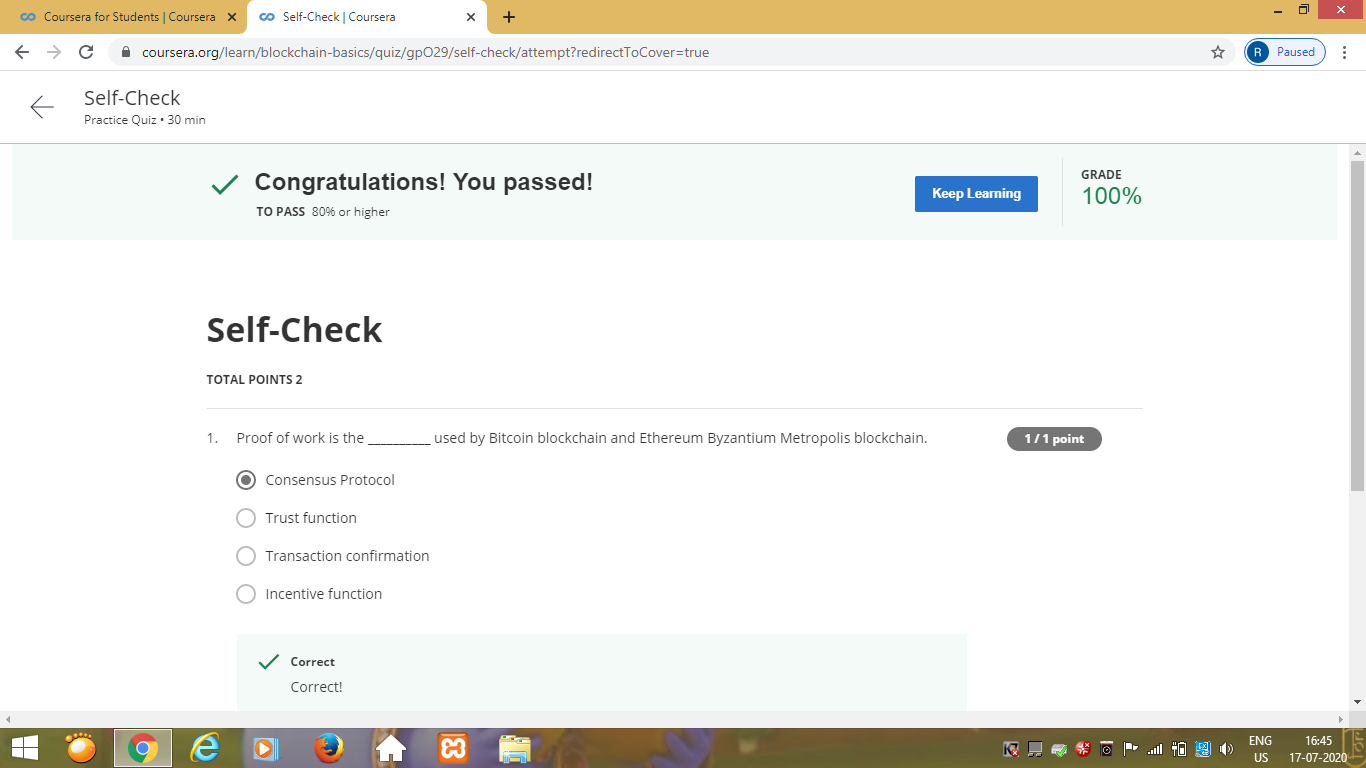 Coursera for Students | Coursera
Self-Check | Coursera
coursera.org/learn/blockchain-basics/quiz/gpO29/self-check/attempt?redirectToCover=true
R Paused
Self-Check
Practice Quiz • 30 min
Congratulations! You passed!
TO PASS 80% or higher
Keep Learning
GRADE
100%
Self-Check
TOTAL POINTS 2
1. Proof of work is the __________ used by Bitcoin blockchain and Ethereum Byzantium Metropolis blockchain.
1 / 1 point
Consensus Protocol
Trust function
Transaction confirmation
Incentive function
Correct
Correct!
ENG
US
16:45
17-07-2020